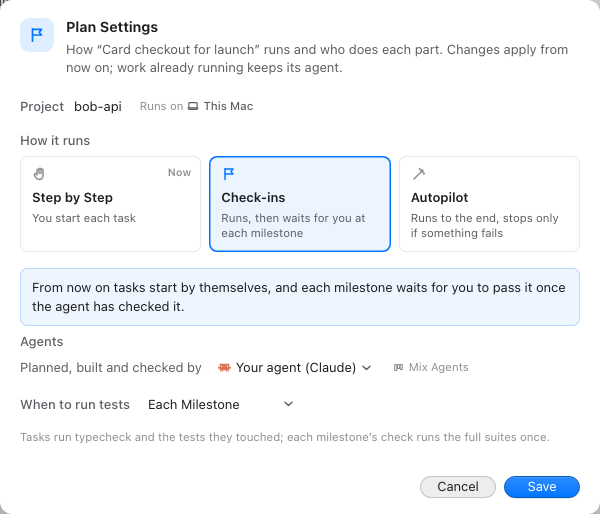 Plan Settings
How “Card checkout for launch” runs and who does each part. Changes apply from
now on; work already running keeps its agent.
Project bob-api Runs on This Mac
How it runs
Now
Step by Step
You start each task
Check-ins
Runs, then waits for you at
each milestone
Autopilot
Runs to the end, stops only
if something fails
From now on tasks start by themselves, and each milestone waits for you to pass it once
the agent has checked it.
Agents
Planned, built and checked by Your agent (Claude) Mix Agents
When to run tests Each Milestone
Tasks run typecheck and the tests they touched; each milestone's check runs the full suites once.
Cancel Save